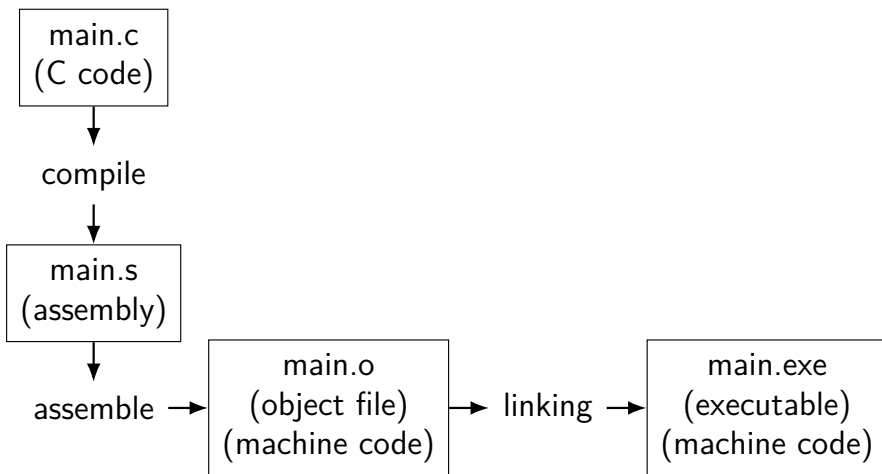 main.c
(C code)
compile
main.s
(assembly)
assemble
main.o
(object file)
(machine code)
linking
main.exe
(executable)
(machine code)